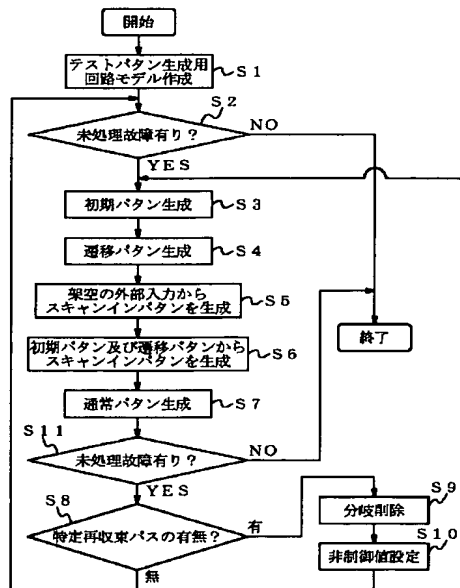 開始
テストパタン生成用
回路モデル作成
S1
S2
未処理故障有り？
NO
YES
初期パタン生成
S3
遷移パタン生成
S4
架空の外部入力から
スキャンインパタンを生成
S5
終了
初期パタン及び遷移パタンから
スキャンインパタンを生成
S6
通常パタン生成
S7
S11
未処理故障有り？
NO
YES
S8
特定再収束パスの有無？
有
無
分岐削除
S9
非制御値設定
S10